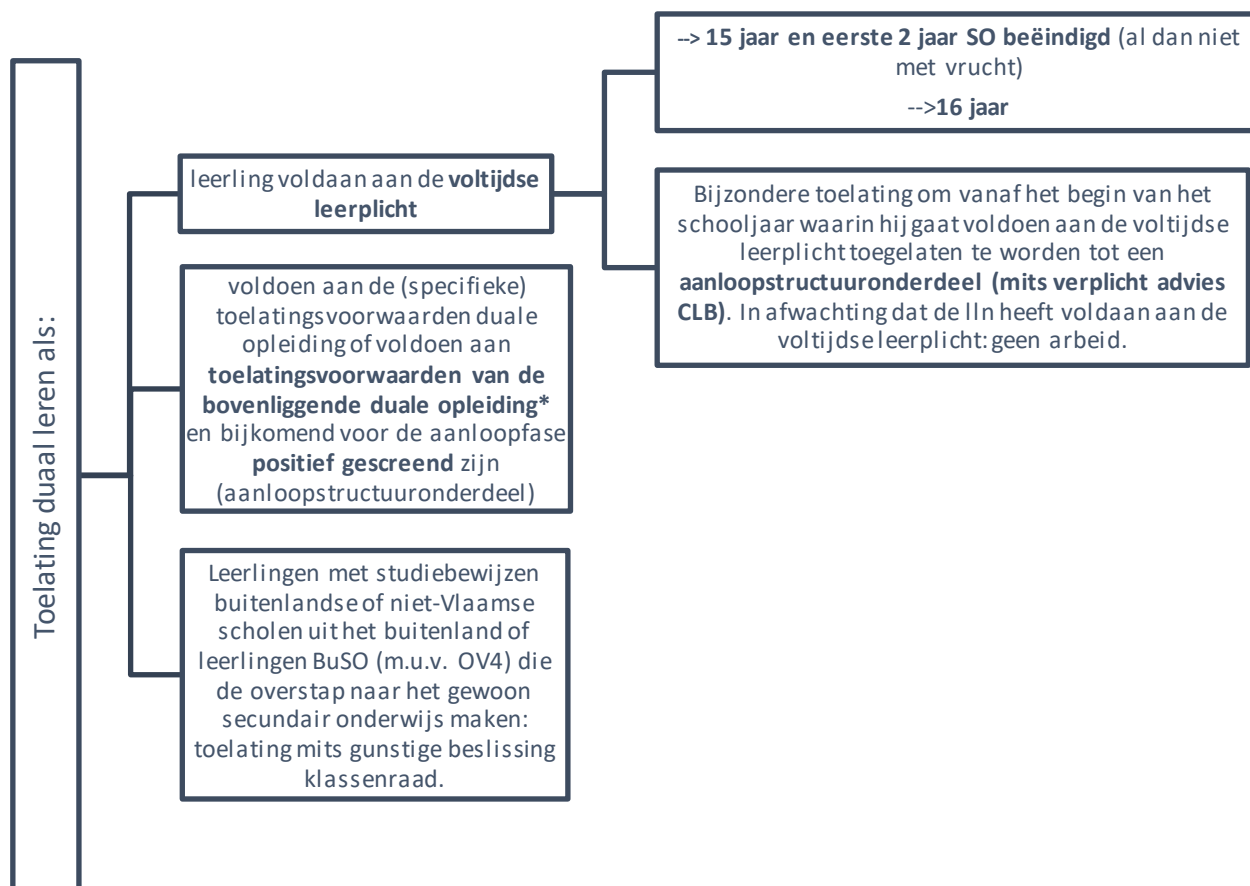 Toelating duaal leren als:
leerling voldaan aan de voltijdse
leerplicht
--> 15 jaar en eerste 2 jaar SO beëindigd (al dan niet
met vrucht)
-->16 jaar
Bijzondere toelating om vanaf het begin van het
schooljaar waarin hij gaat voldoen aan de voltijdse
leerplicht toegelaten te worden tot een
aanloopstructuuronderdeel (mits verplicht advies
CLB). In afwachting dat de lln heeft voldaan aan de
voltijdse leerplicht: geen arbeid.
voldoen aan de (specifieke)
toelatingsvoorwaarden duale
opleiding of voldoen aan
toelatingsvoorwaarden van de
bovenliggende duale opleiding*
en bijkomend voor de aanloopfase
positief gescreend zijn
(aanloopstructuuronderdeel)
Leerlingen met studiebewijzen
buitenlandse of niet-Vlaamse
scholen uit het buitenland of
leerlingen BuSO (m.u.v. OV4) die
de overstap naar het gewoon
secundair onderwijs maken:
toelating mits gunstige beslissing
klassenraad.